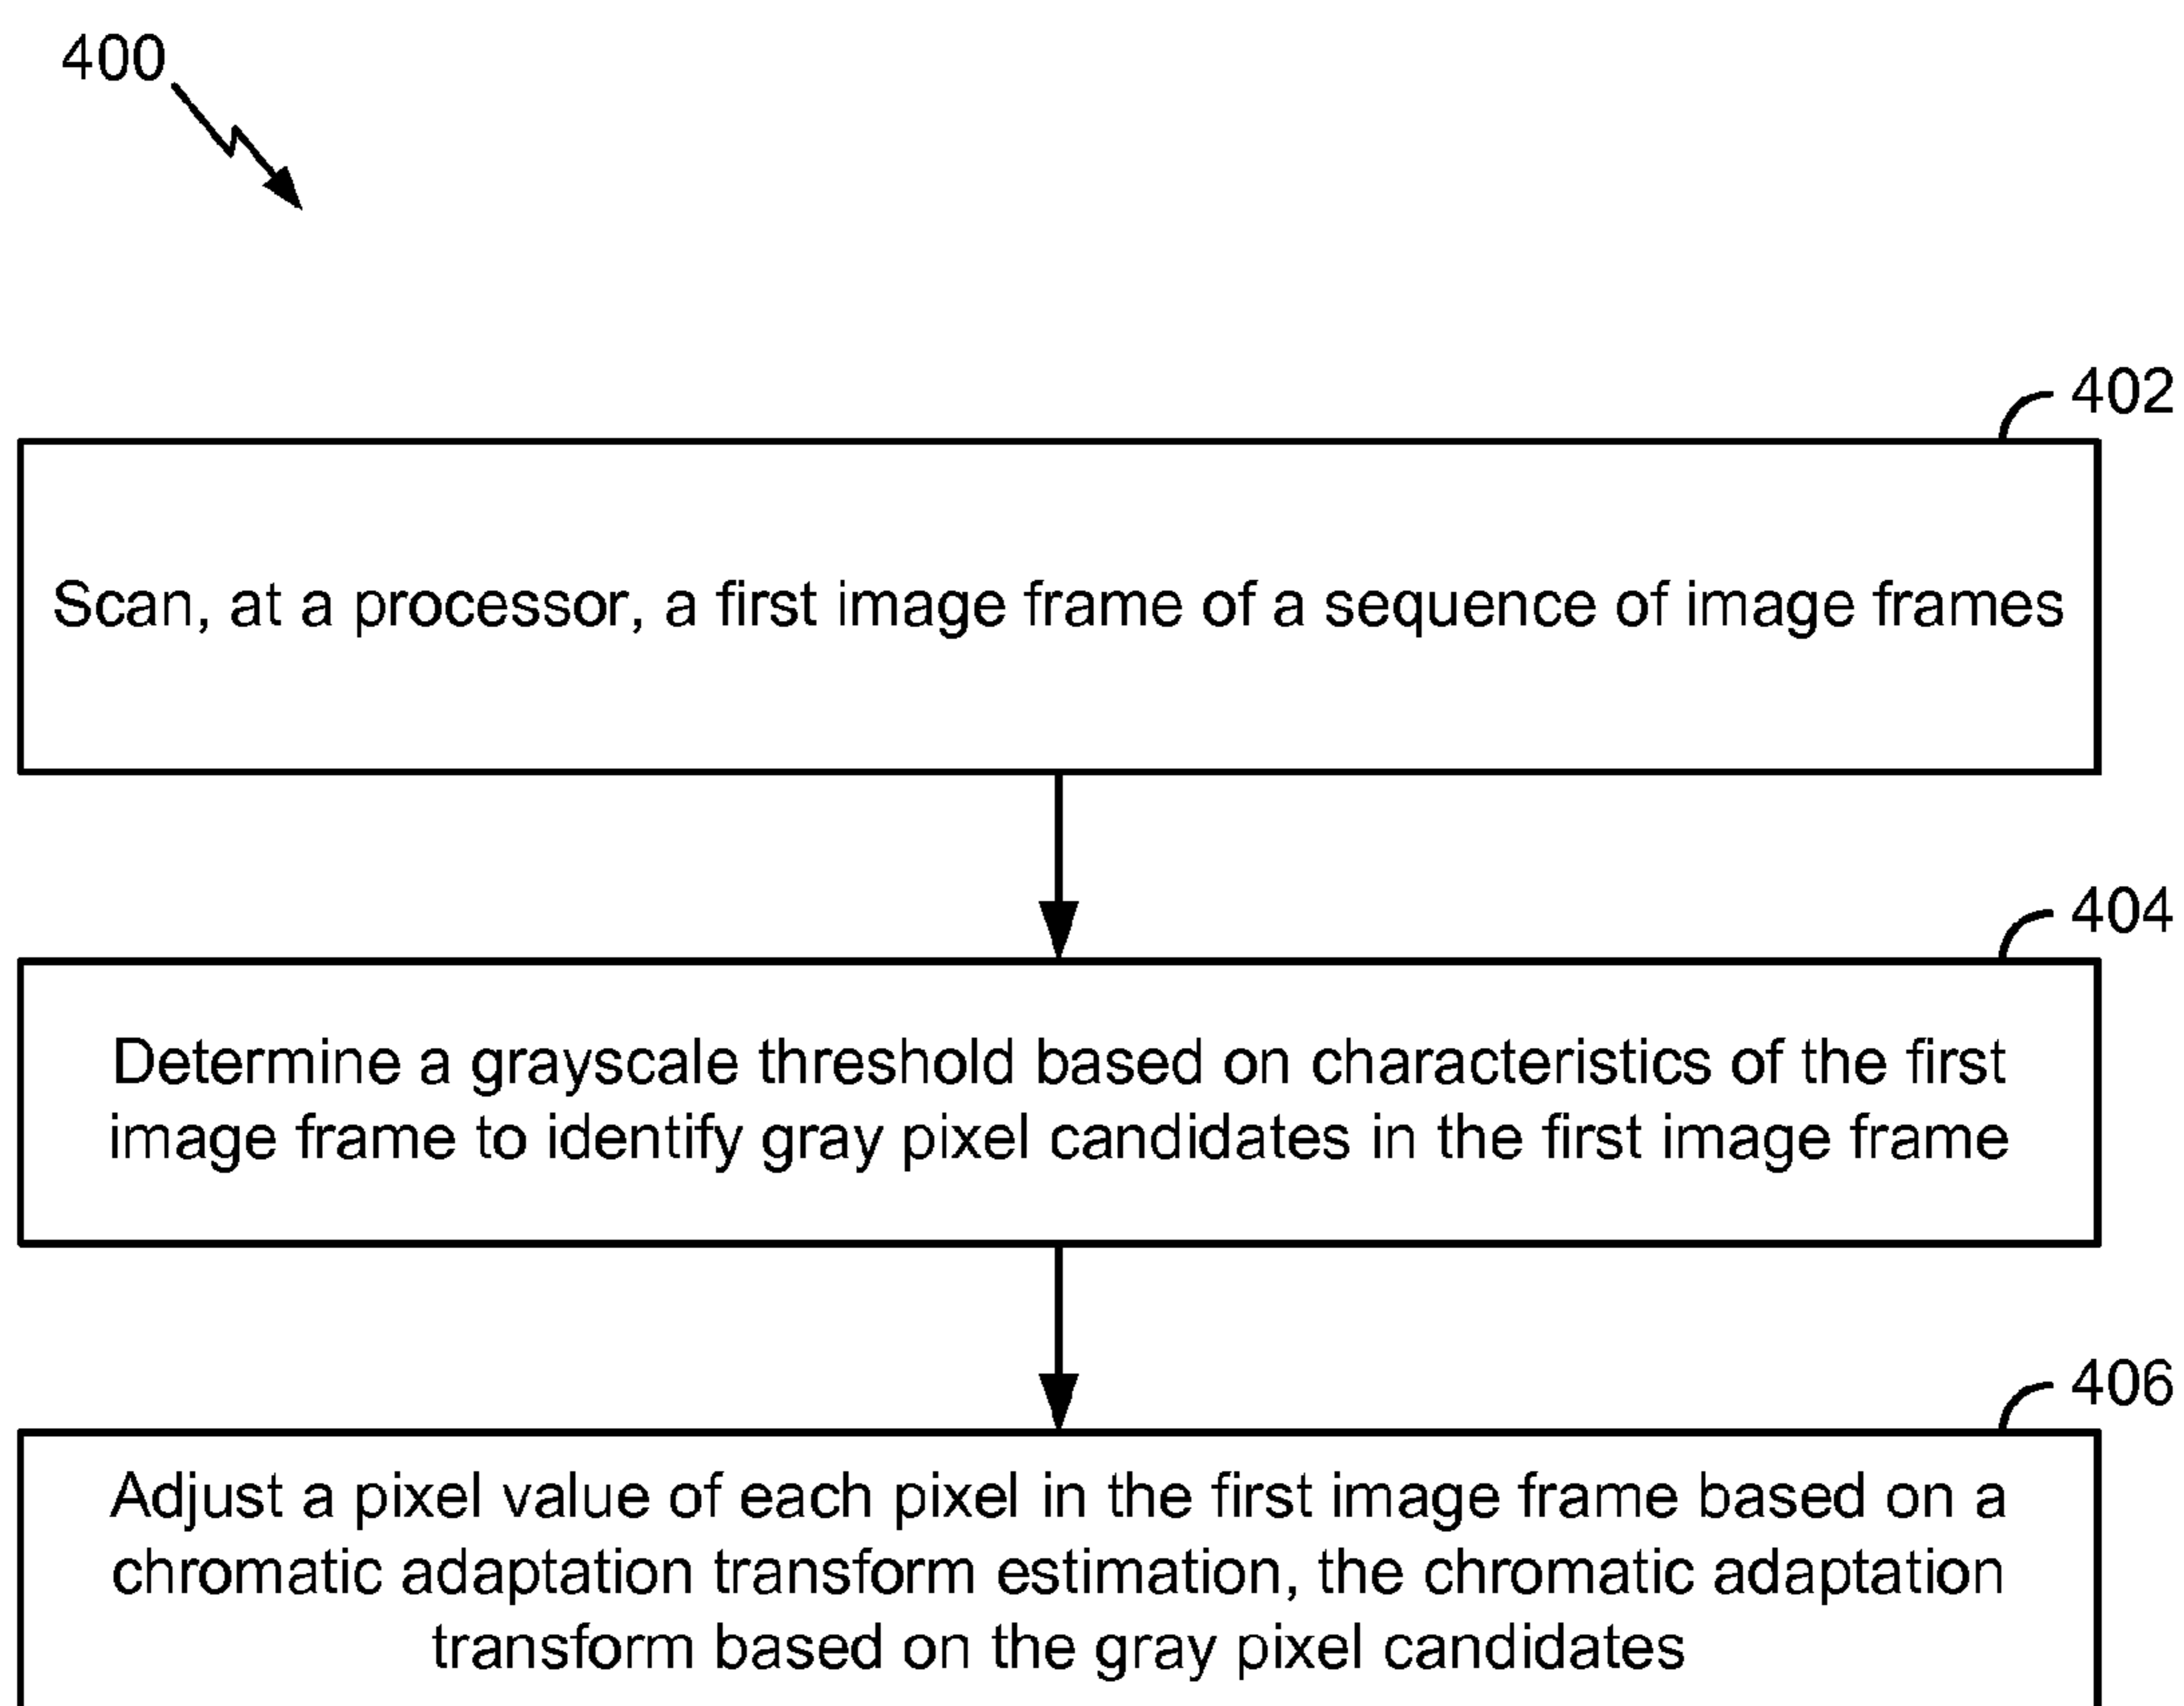 400
402
Scan, at a processor, a first image frame of a sequence of image frames
404
Determine a grayscale threshold based on characteristics of the first
image frame to identify gray pixel candidates in the first image frame
406
Adjust a pixel value of each pixel in the first image frame based on a
chromatic adaptation transform estimation, the chromatic adaptation
transform based on the gray pixel candidates